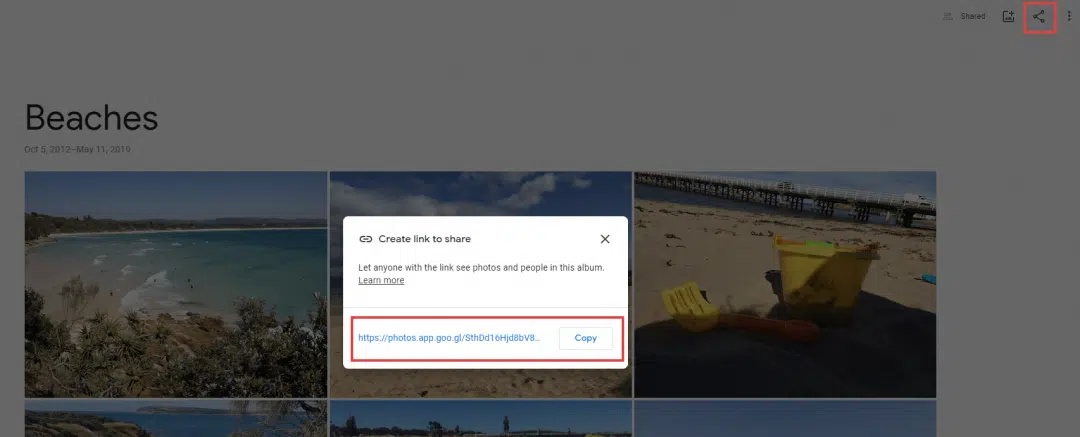 Shared
Beaches
Oct 5, 2012–May 11, 2019
Create link to share
Let anyone with the link see photos and people in this album.
Learn more
https://photos.app.goo.gl/SthDd16Hjd8bV8...
Copy